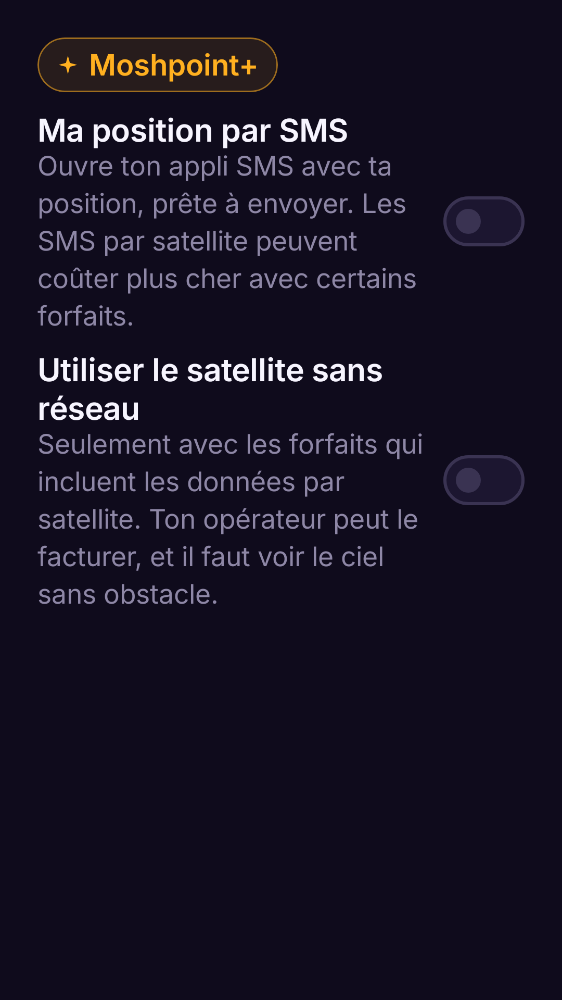 Moshpoint+
Ma position par SMS
Ouvre ton appli SMS avec ta
position, prête à envoyer. Les
SMS par satellite peuvent
coûter plus cher avec certains
forfaits.
Utiliser le satellite sans
réseau
Seulement avec les forfaits qui
incluent les données par
satellite. Ton opérateur peut le
facturer, et il faut voir le ciel
sans obstacle.